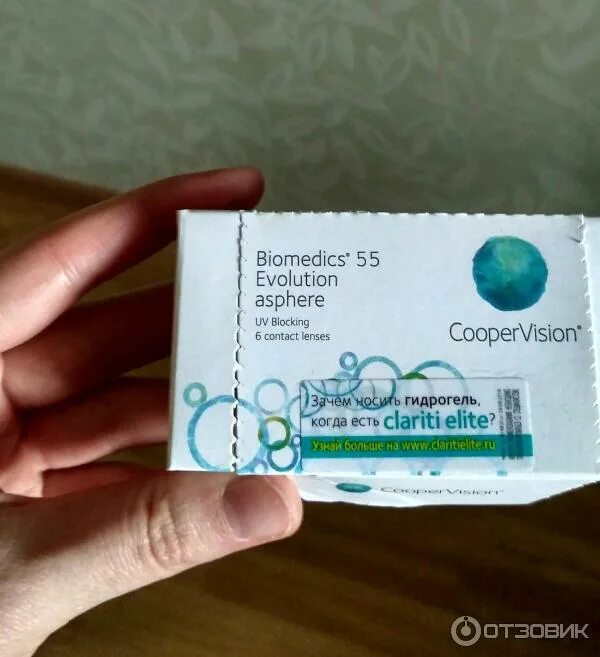 Biomedics® 55
Evolution
asphere
UV Blocking
6 contact lenses
CooperVision®
Зачем носить гидрогель,
когда есть clariti elite?
Узнай больше на www.claritielite.ru
CooperVision®
ОТЗОВИК